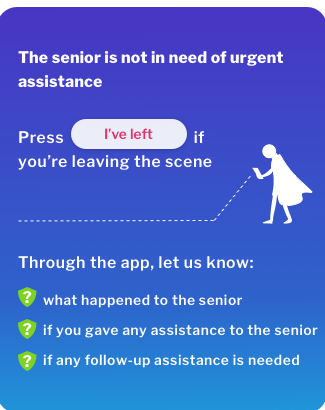 The senior is not in need of urgent
assistance
Press I've left if
you're leaving the scene
Through the app, let us know:
? what happened to the senior
? if you gave any assistance to the senior
? if any follow-up assistance is needed